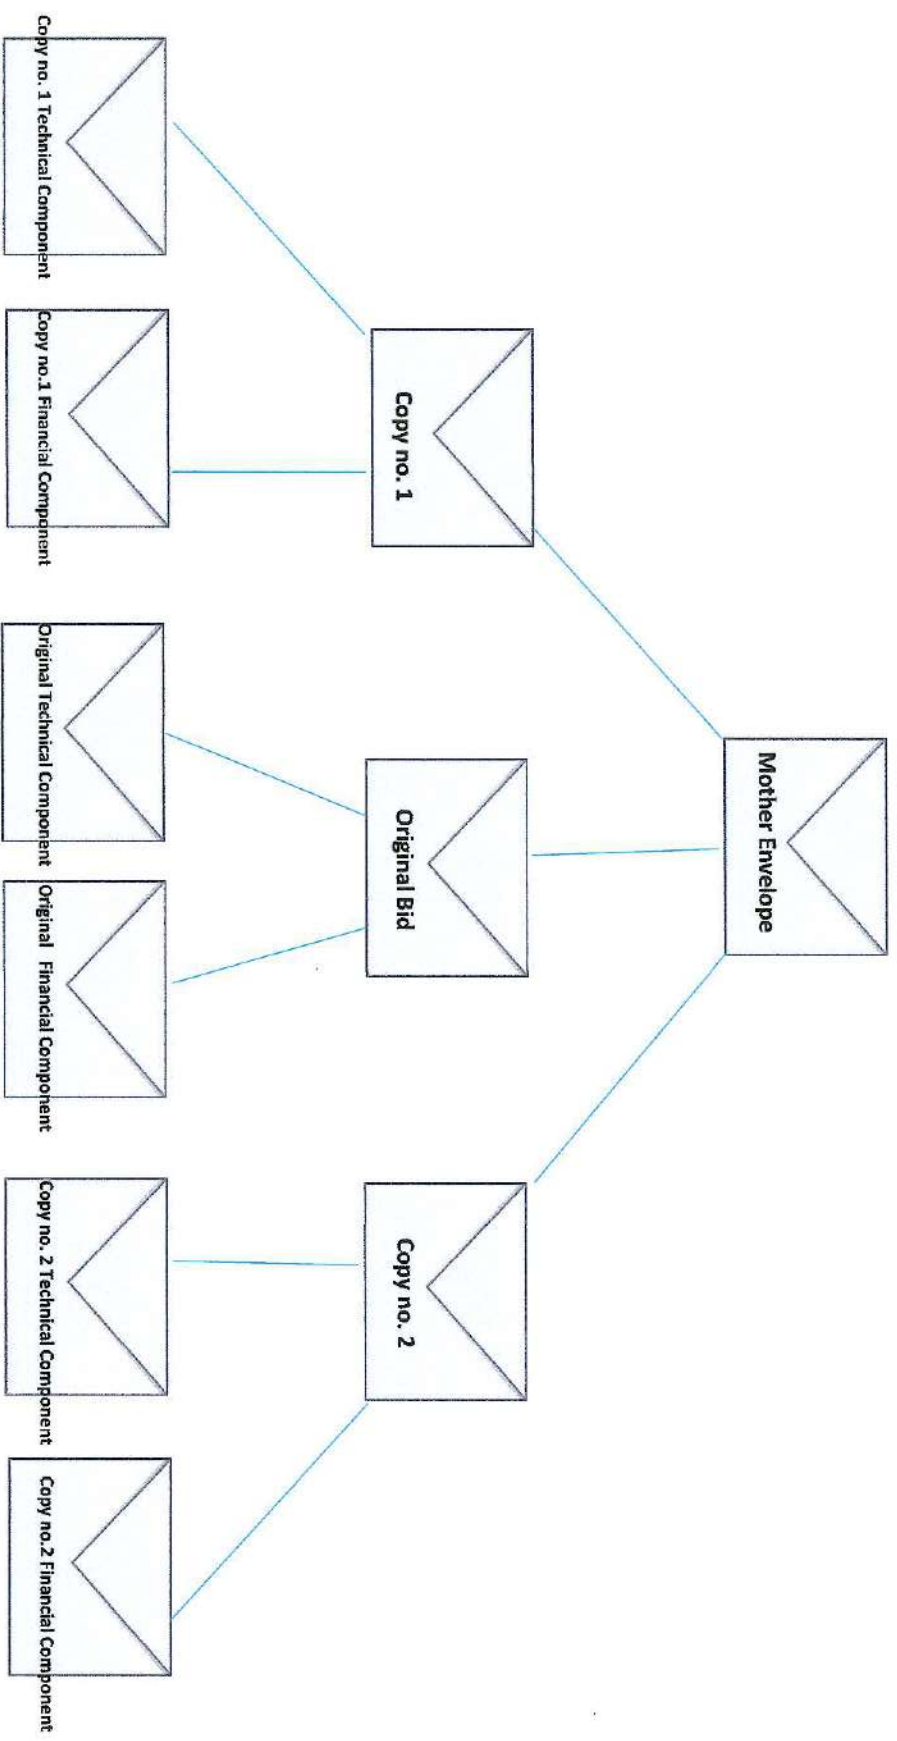 Mother Envelope
Copy no. 1
Original Bid
Copy no. 2
Copy no. 1 Technical Component
Copy no.1 Financial Component
Original Technical Component
Original Financial Component
Copy no. 2 Technical Component
Copy no.2 Financial Component